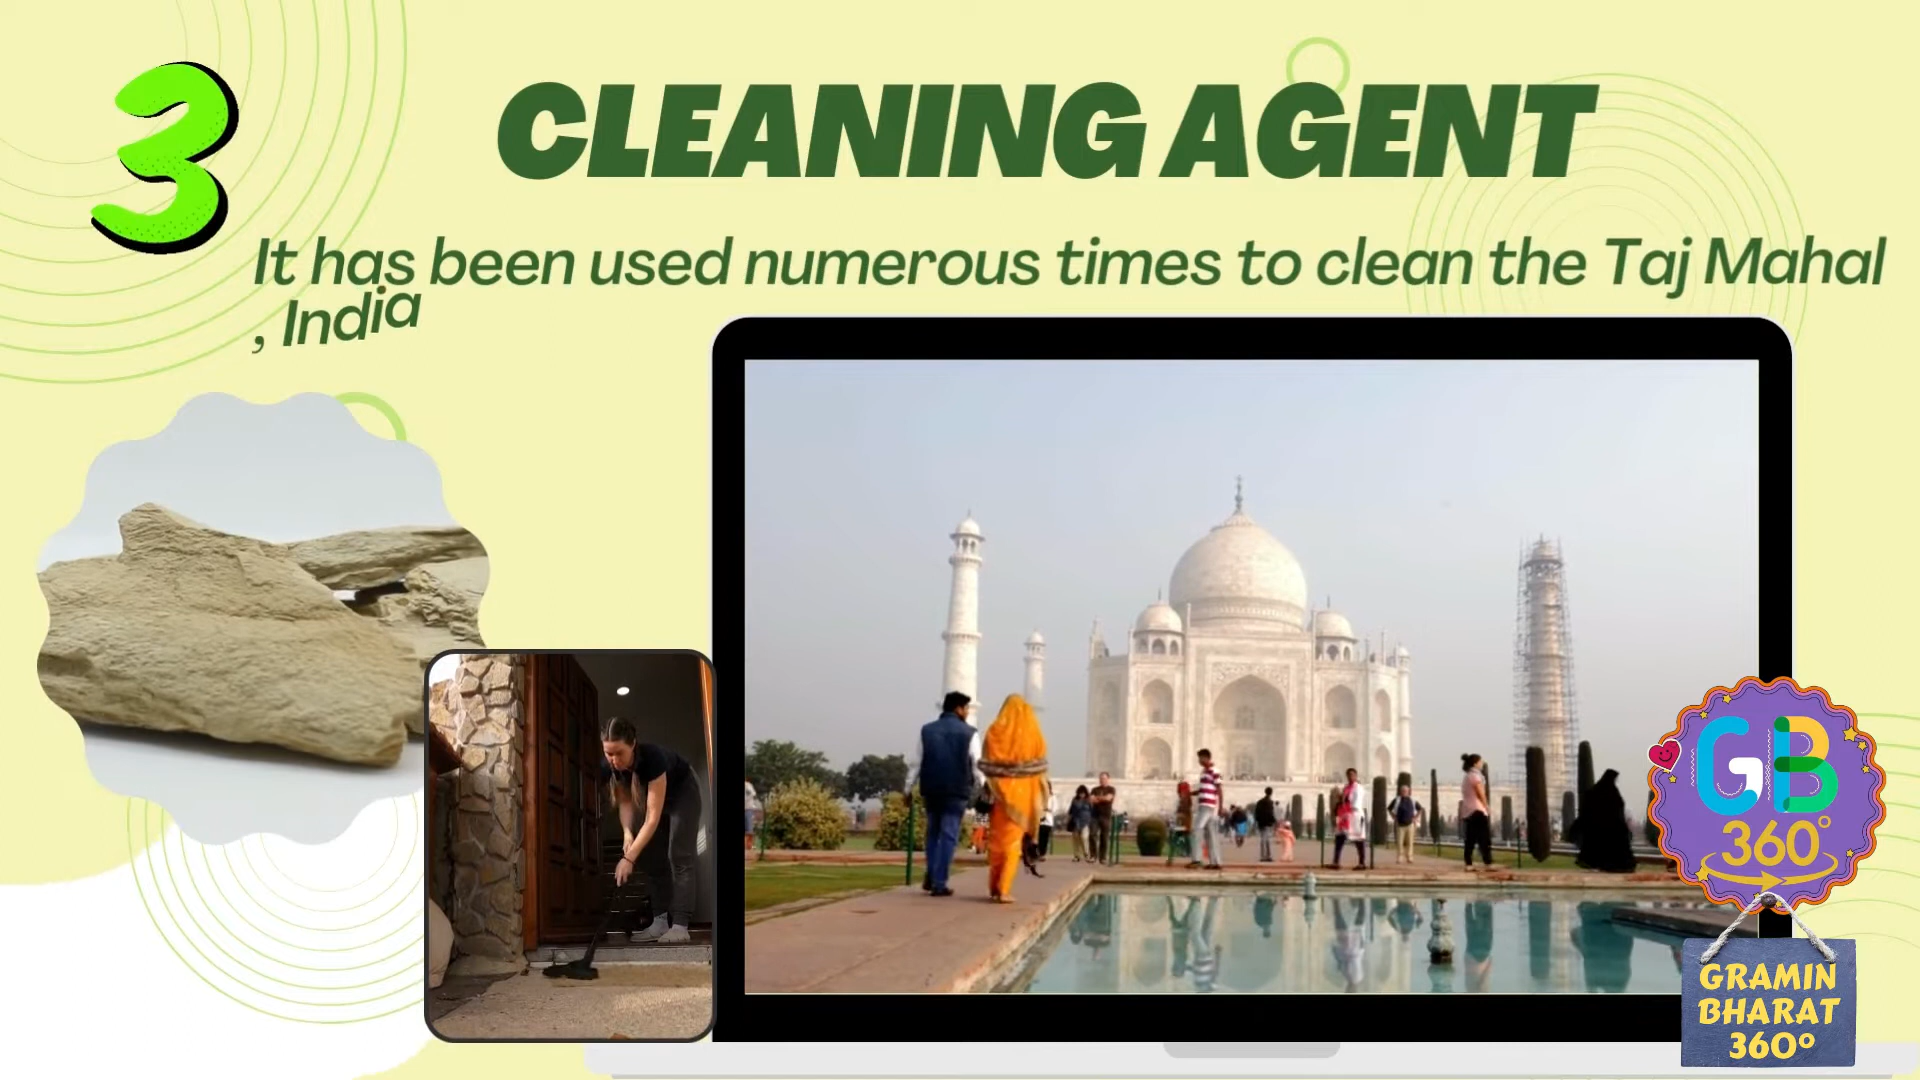 3
CLEANING AGENT
It has been used numerous times to clean the Taj Mahal
, India
GB
360°
GRAMIN
BHARAT
360°